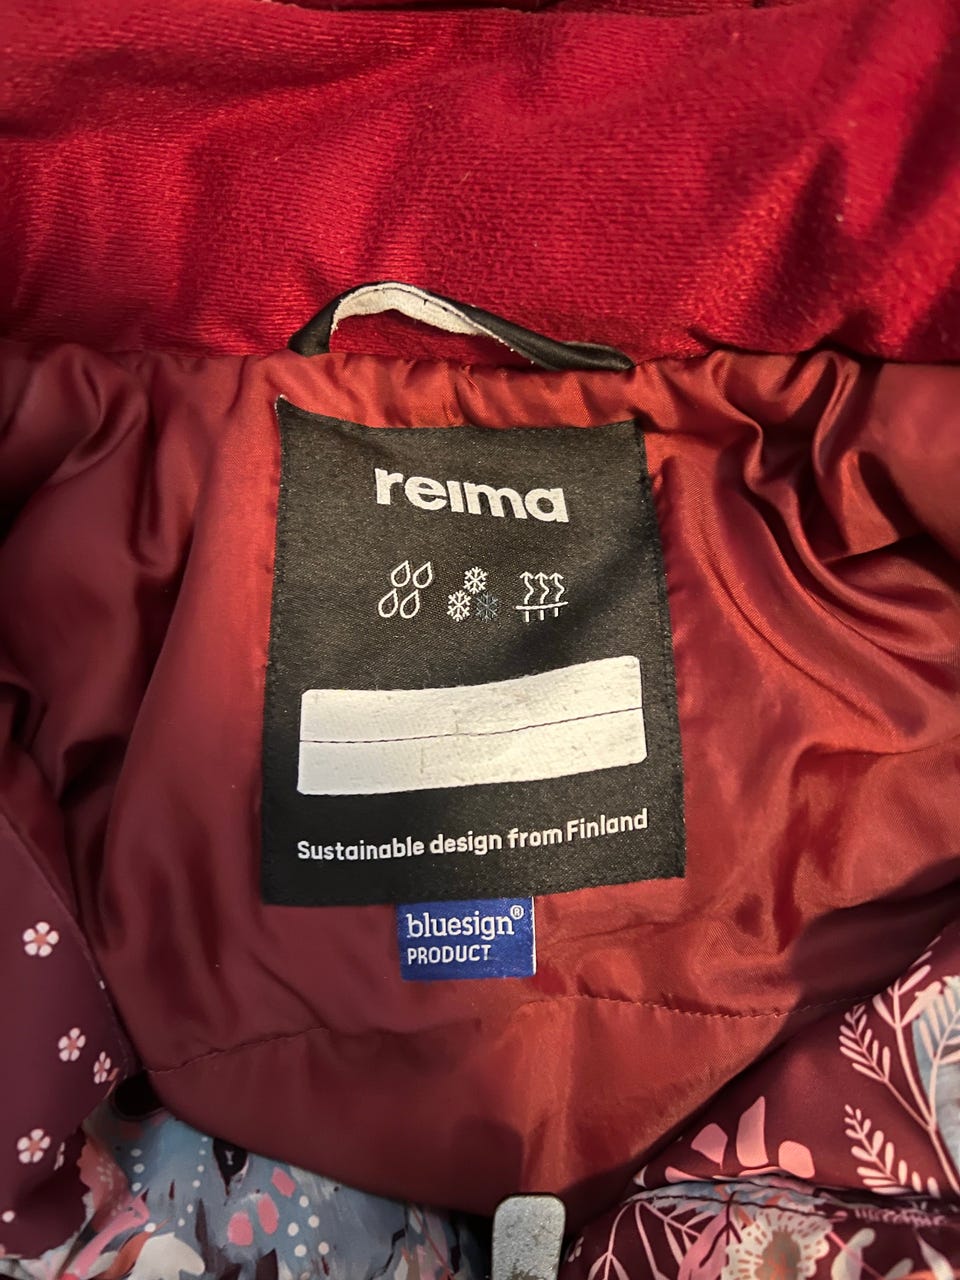 reima
Sustainable design from Finland
bluesign®
PRODUCT